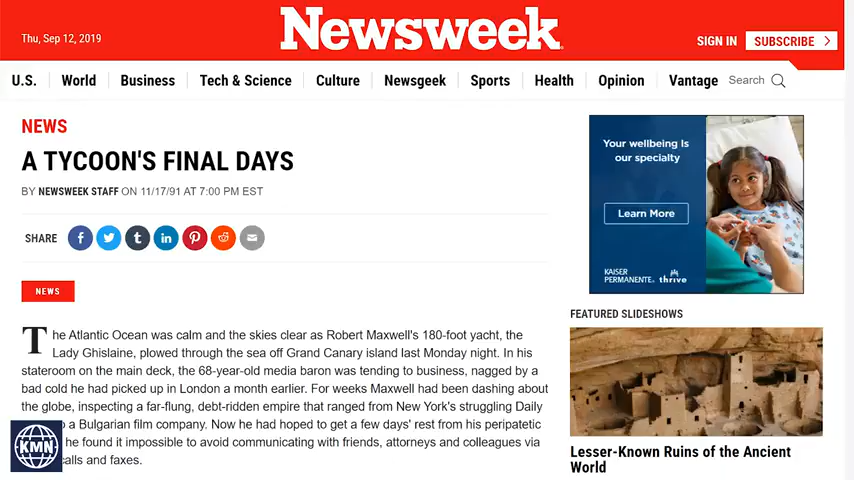 Thu, Sep 12, 2019
Newsweek
SIGN IN
SUBSCRIBE >
U.S. World Business Tech & Science Culture Newsgeek Sports Health Opinion Vantage Search
NEWS
A TYCOON'S FINAL DAYS
BY NEWSWEEK STAFF ON 11/17/91 AT 7:00 PM EST
SHARE
NEWS
The Atlantic Ocean was calm and the skies clear as Robert Maxwell's 180-foot yacht, the
Lady Ghislaine, plowed through the sea off Grand Canary island last Monday night. In his
stateroom on the main deck, the 68-year-old media baron was tending to business, nagged by a
bad cold he had picked up in London a month earlier. For weeks Maxwell had been dashing about
the globe, inspecting a far-flung, debt-ridden empire that ranged from New York's struggling Daily
a Bulgarian film company. Now he had hoped to get a few days' rest from his peripatetic
he found it impossible to avoid communicating with friends, attorneys and colleagues via
calls and faxes.
KMN
Your wellbeing is
our specialty
Learn More
KAISER
PERMANENTE® thrive
FEATURED SLIDESHOWS
Lesser-Known Ruins of the Ancient
World